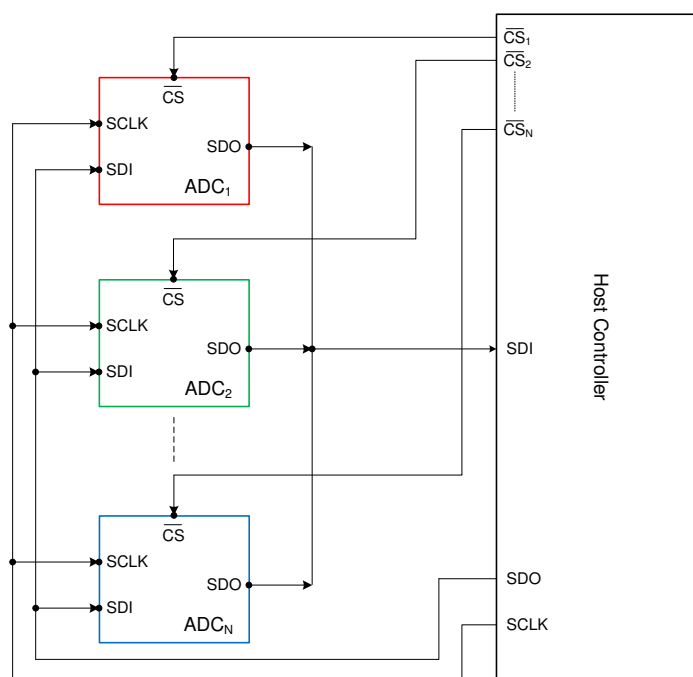 CS1
CS2
CSN
CS
SCLK
SDO
SDI
ADC1
CS
SCLK
SDO
SDI
ADC2
CS
SCLK
SDO
SDI
ADCN
Host Controller
SDI
SDO
SCLK